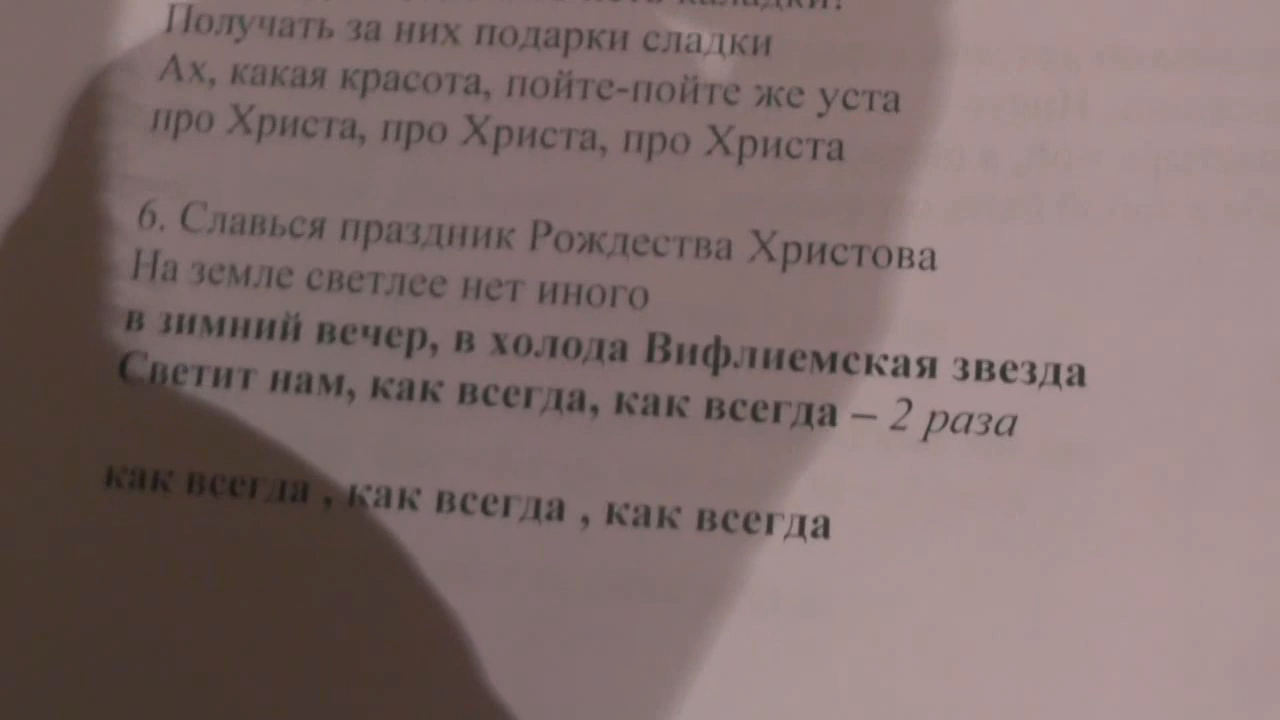 Получать за них подарки сладки
Ах, какая красота, пойте-пойте же уста
про Христа, про Христа, про Христа
6. Славься праздник Рождества Христова
На земле светлее нет иного
в зимний вечер, в холода Вифлиемская звезда
Светит нам, как всегда, как всегда – 2 раза
как всегда , как всегда , как всегда